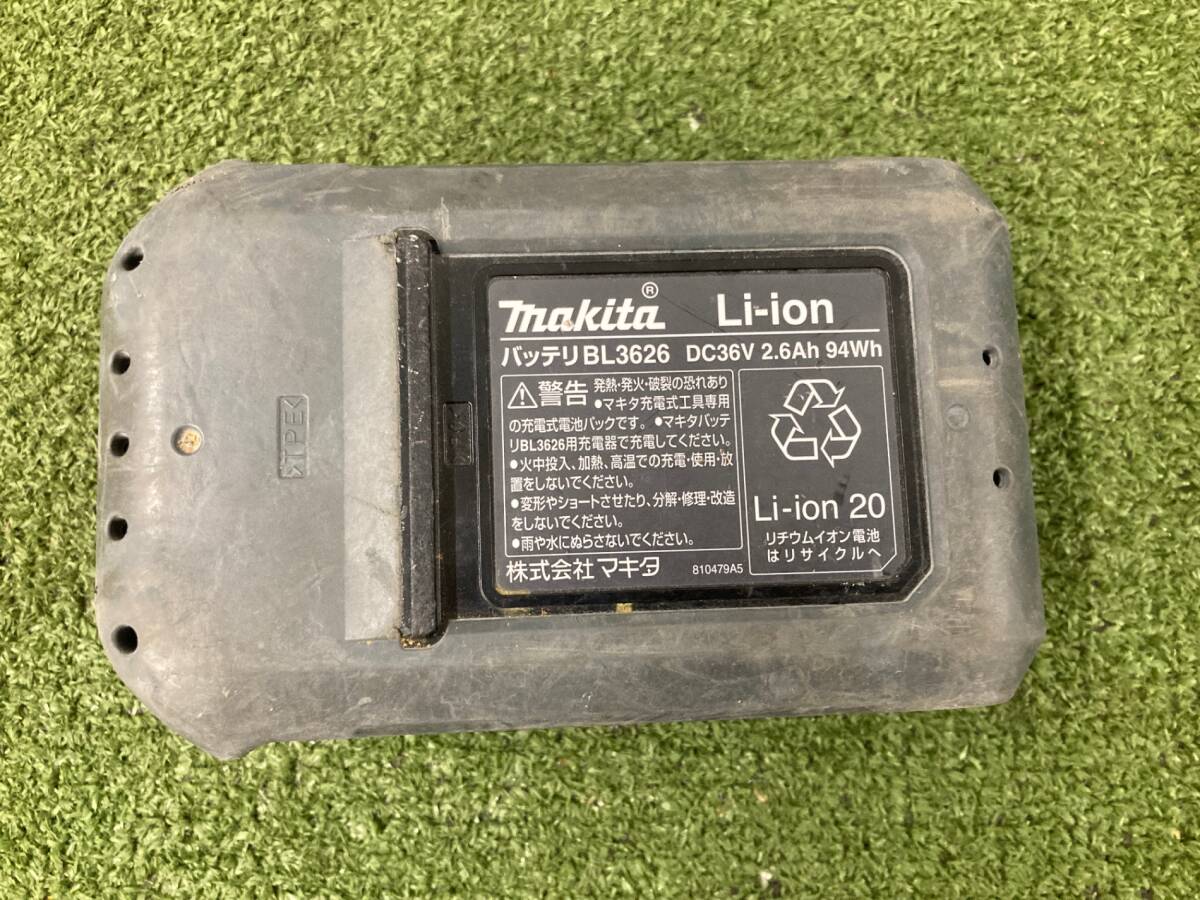 makita®
Li-ion
バッテリBL3626 DC36V 2.6Ah 94Wh
⚠警告 発熱・発火・破裂の恐れあり
●マキタ充電式工具専用
の充電式電池パックです。●マキタバッテ
リBL3626用充電器で充電してください。
●火中投入、加熱、高温での充電・使用・放
置をしないでください。
●変形やショートさせたり、分解・修理・改造
をしないでください。
●雨や水にぬらさないでください。
株式会社マキタ 810479A5
Li-ion 20
リチウムイオン電池
はリサイクルへ
>TPE<